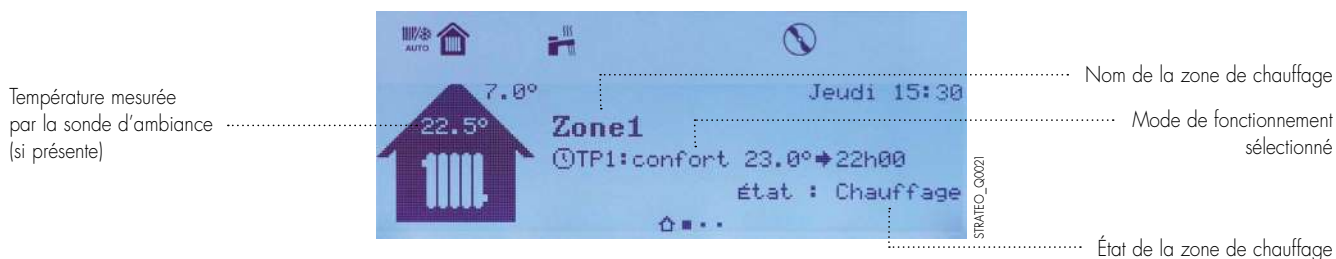 AUTO
7.0°
Jeudi 15:30
22.5°
Zone1
TP1:confort 23.0°➔22h00
État : Chauffage
Température mesurée
par la sonde d'ambiance
(si présente)
Nom de la zone de chauffage
Mode de fonctionnement
sélectionné
État de la zone de chauffage
STRATEO_Q0021